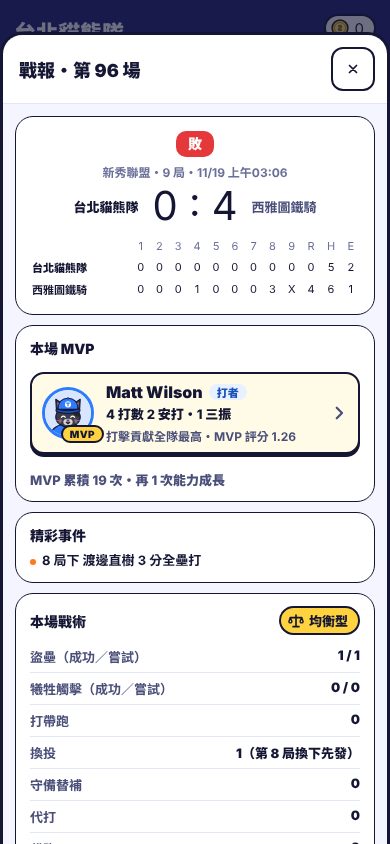 台北貓熊隊 0
戰報・第 96 場 ×
敗
新秀聯盟・9 局・11/19 上午03:06
台北貓熊隊 0 : 4 西雅圖鐵騎
1 2 3 4 5 6 7 8 9 R H E
台北貓熊隊 0 0 0 0 0 0 0 0 0 0 5 2
西雅圖鐵騎 0 0 0 1 0 0 0 3 X 4 6 1
本場 MVP
Matt Wilson 打者
4 打數 2 安打・1 三振
MVP 打擊貢獻全隊最高・MVP 評分 1.26
MVP 累積 19 次・再 1 次能力成長
精彩事件
8 局下 渡邊直樹 3 分全壘打
本場戰術 均衡型
盜壘（成功／嘗試） 1 / 1
犧牲觸擊（成功／嘗試） 0 / 0
打帶跑 0
換投 1（第 8 局換下先發）
守備替補 0
代打 0